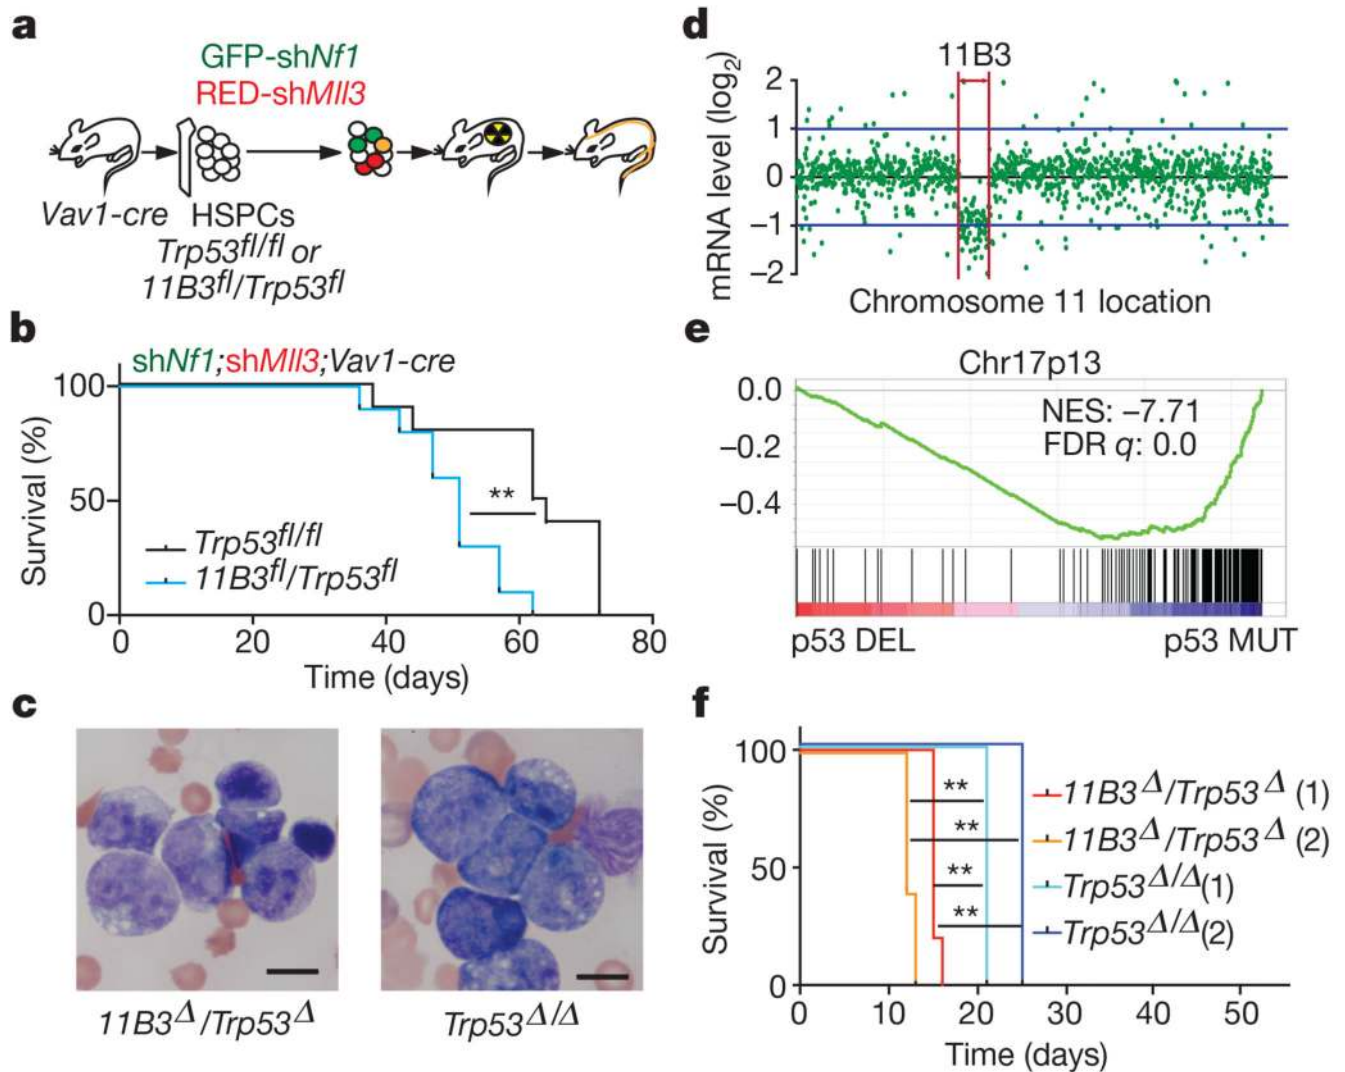 a
GFP-shNf1
RED-shMll3
Vav1-cre HSPCs
Trp53fl/fl or
11B3fl/Trp53fl
b
shNf1;shMll3;Vav1-cre
Survival (%)
100
50
0
**
Trp53fl/fl
11B3fl/Trp53fl
0 20 40 60 80
Time (days)
c
11B3Δ/Trp53Δ
Trp53Δ/Δ
d
11B3
mRNA level (log2)
2
1
0
−1
−2
Chromosome 11 location
e
Chr17p13
0.0
−0.2
−0.4
NES: −7.71
FDR q: 0.0
p53 DEL p53 MUT
f
Survival (%)
100
50
0
**
**
**
**
11B3Δ/Trp53Δ (1)
11B3Δ/Trp53Δ (2)
Trp53Δ/Δ(1)
Trp53Δ/Δ(2)
0 10 20 30 40 50
Time (days)